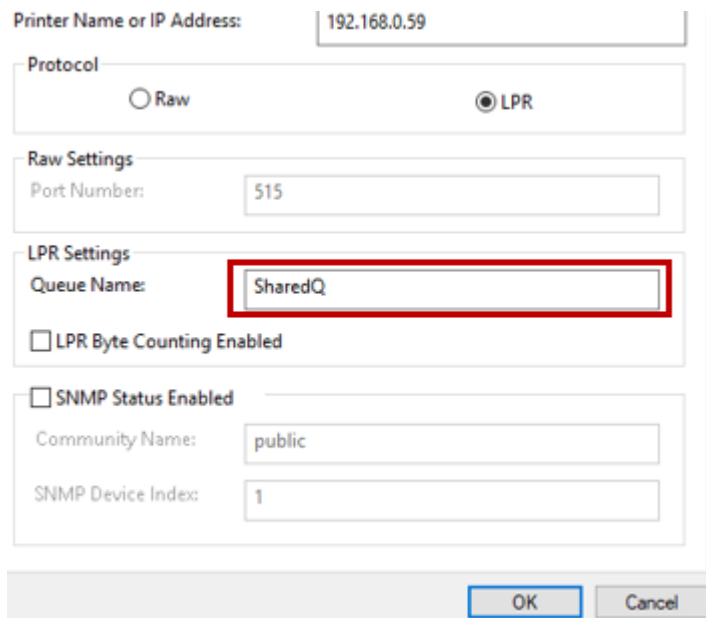 Printer Name or IP Address: 192.168.0.59
Protocol
Raw LPR
Raw Settings
Port Number: 515
LPR Settings
Queue Name: SharedQ
LPR Byte Counting Enabled
SNMP Status Enabled
Community Name: public
SNMP Device Index: 1
OK Cancel